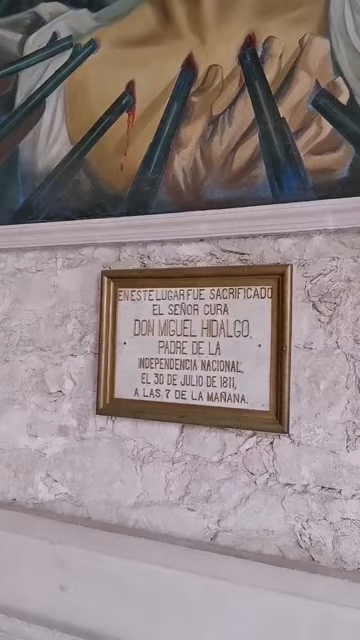 EN ESTE LUGAR FUE SACRIFICADO
EL SEÑOR CURA
DON MIGUEL HIDALGO,
PADRE DE LA
INDEPENDENCIA NACIONAL,
EL 30 DE JULIO DE 1811,
A LAS 7 DE LA MAÑANA.